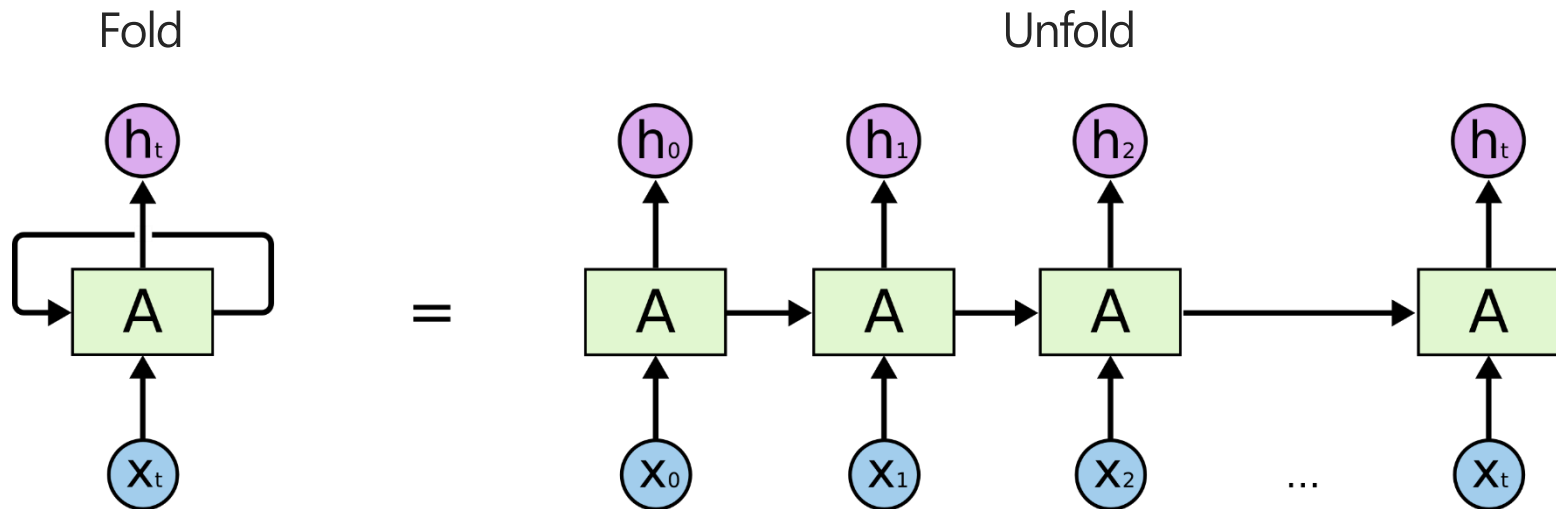 Fold Unfold
hₜ h₀ h₁ h₂ hₜ
A = A A A A
xₜ x₀ x₁ x₂ ... xₜ